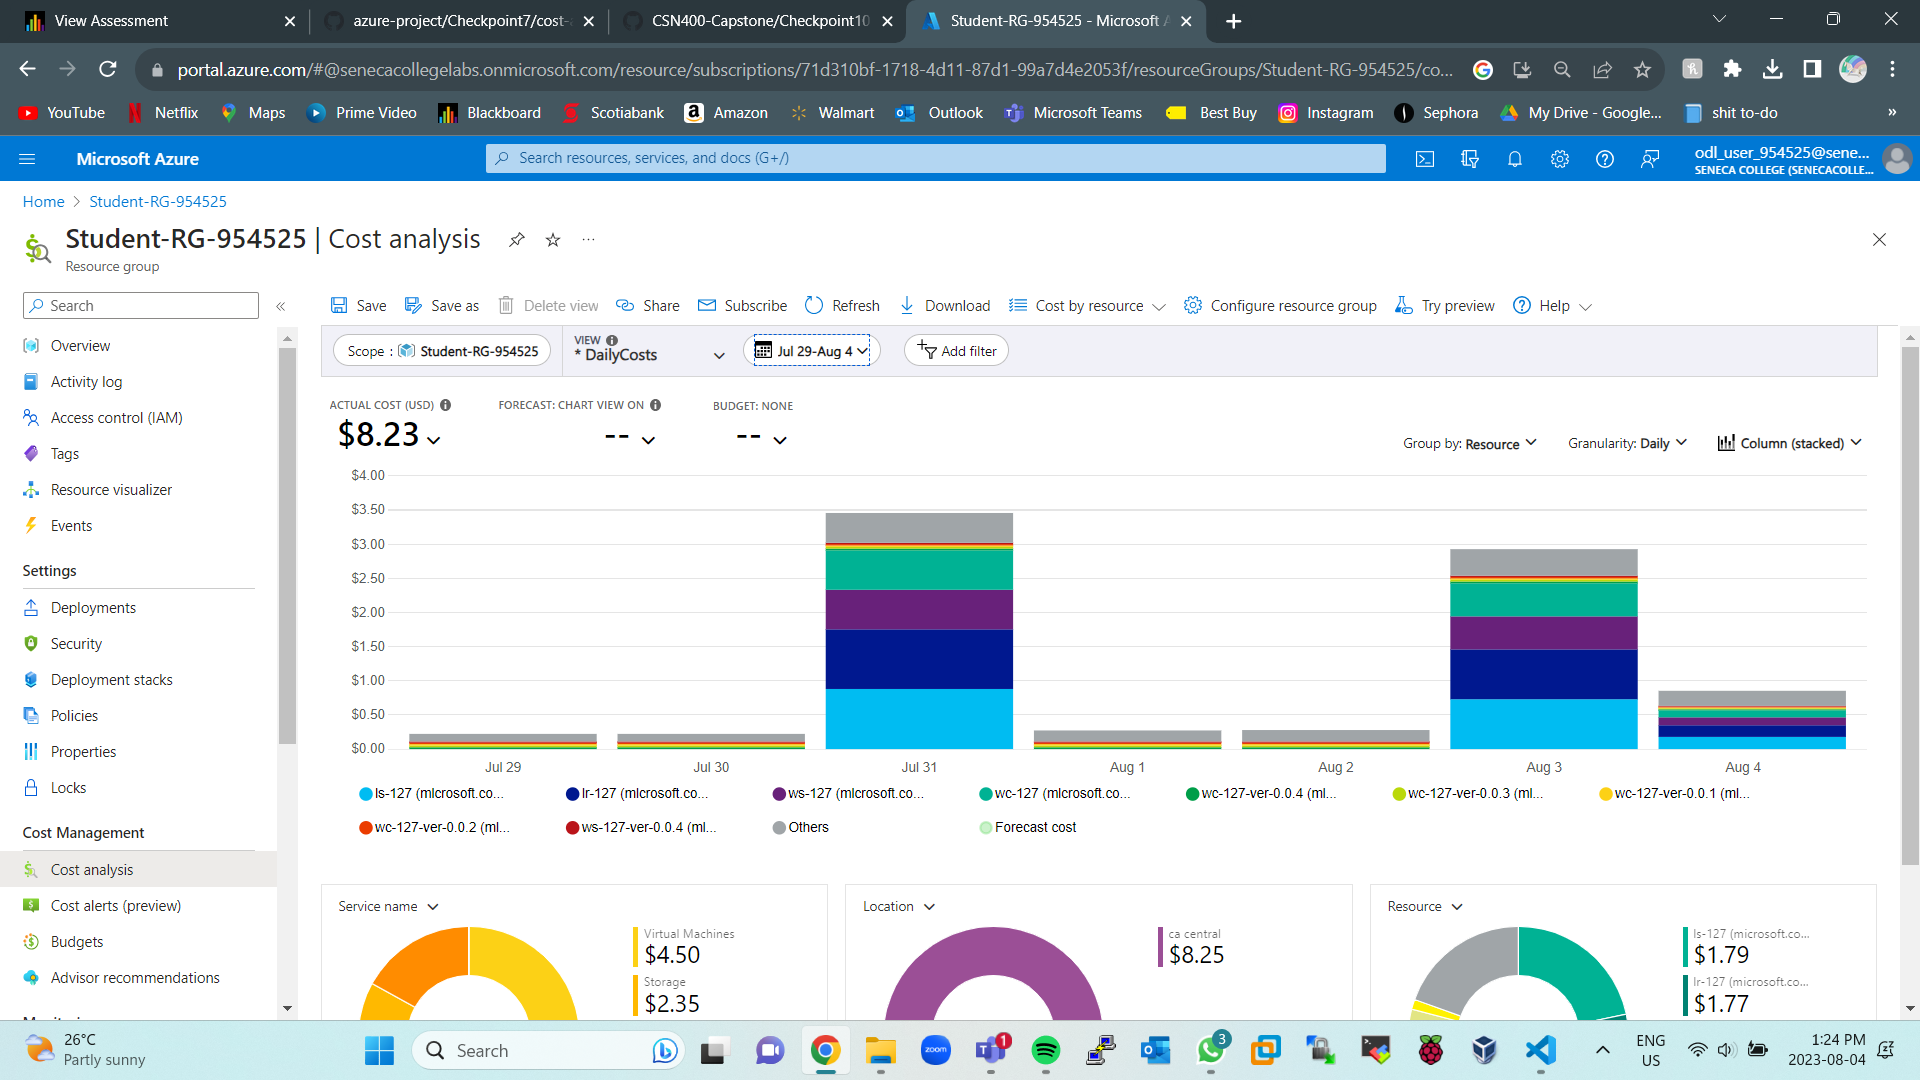 View Assessment
azure-project/Checkpoint7/cost-
CSN400-Capstone/Checkpoint10
Student-RG-954525 - Microsoft A
portal.azure.com/#@senecacollegelabs.onmicrosoft.com/resource/subscriptions/71d310bf-1718-4d11-87d1-99a7d4e2053f/resourceGroups/Student-RG-954525/co...
YouTube
Netflix
Maps
Prime Video
Blackboard
Scotiabank
Amazon
Walmart
Outlook
Microsoft Teams
Best Buy
Instagram
Sephora
My Drive - Google...
shit to-do
»
Microsoft Azure
Search resources, services, and docs (G+/)
odl_user_954525@sene...
SENECA COLLEGE (SENECACOLLE...
Home > Student-RG-954525
Student-RG-954525 | Cost analysis
Resource group
Search
«
Save
Save as
Delete view
Share
Subscribe
Refresh
Download
Cost by resource
Configure resource group
Try preview
Help
Overview
Activity log
Access control (IAM)
Tags
Resource visualizer
Events
Settings
Deployments
Security
Deployment stacks
Policies
Properties
Locks
Cost Management
Cost analysis
Cost alerts (preview)
Budgets
Advisor recommendations
Scope : Student-RG-954525
VIEW
* DailyCosts
Jul 29-Aug 4
Add filter
ACTUAL COST (USD)
$8.23
FORECAST: CHART VIEW ON
--
BUDGET: NONE
--
Group by: Resource
Granularity: Daily
Column (stacked)
$4.00
$3.50
$3.00
$2.50
$2.00
$1.50
$1.00
$0.50
$0.00
Jul 29
Jul 30
Jul 31
Aug 1
Aug 2
Aug 3
Aug 4
ls-127 (microsoft.co...
lr-127 (microsoft.co...
ws-127 (microsoft.co...
wc-127 (microsoft.co...
wc-127-ver-0.0.4 (mi...
wc-127-ver-0.0.3 (mi...
wc-127-ver-0.0.1 (mi...
wc-127-ver-0.0.2 (mi...
ws-127-ver-0.0.4 (mi...
Others
Forecast cost
Service name
Virtual Machines
$4.50
Storage
$2.35
Location
ca central
$8.25
Resource
ls-127 (microsoft.co...
$1.79
lr-127 (microsoft.co...
$1.77
26°C
Partly sunny
Search
zoom
1
3
ENG
US
1:24 PM
2023-08-04